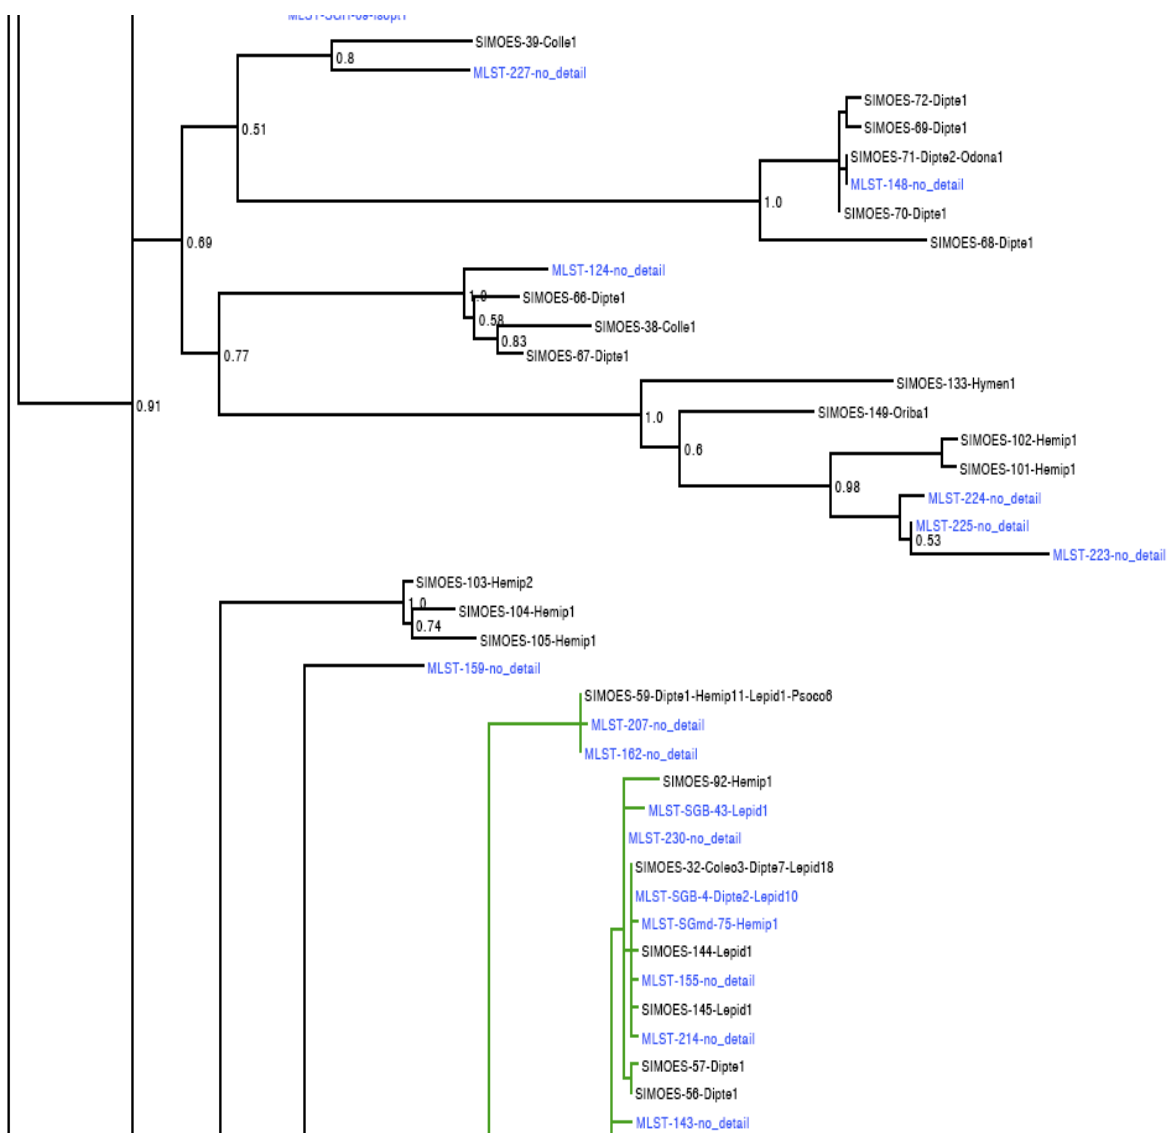 SIMOES-39-Colle1
0.8
MLST-227-no_detail
SIMOES-72-Dipte1
0.51
SIMOES-69-Dipte1
SIMOES-71-Dipte2-Odona1
MLST-148-no_detail
1.0
SIMOES-70-Dipte1
0.69
SIMOES-68-Dipte1
MLST-124-no_detail
1.0
SIMOES-66-Dipte1
0.58
SIMOES-38-Colle1
0.83
0.77
SIMOES-67-Dipte1
SIMOES-133-Hymen1
0.91
SIMOES-149-Oriba1
1.0
SIMOES-102-Hemip1
0.6
SIMOES-101-Hemip1
0.98
MLST-224-no_detail
MLST-225-no_detail
0.53
MLST-223-no_detail
SIMOES-103-Hemip2
1.0
SIMOES-104-Hemip1
0.74
SIMOES-105-Hemip1
MLST-159-no_detail
SIMOES-59-Dipte1-Hemip11-Lepid1-Psoco6
MLST-207-no_detail
MLST-162-no_detail
SIMOES-92-Hemip1
MLST-SGB-43-Lepid1
MLST-230-no_detail
SIMOES-32-Coleo3-Dipte7-Lepid18
MLST-SGB-4-Dipte2-Lepid10
MLST-SGmd-75-Hemip1
SIMOES-144-Lepid1
MLST-155-no_detail
SIMOES-145-Lepid1
MLST-214-no_detail
SIMOES-57-Dipte1
SIMOES-56-Dipte1
MLST-143-no_detail